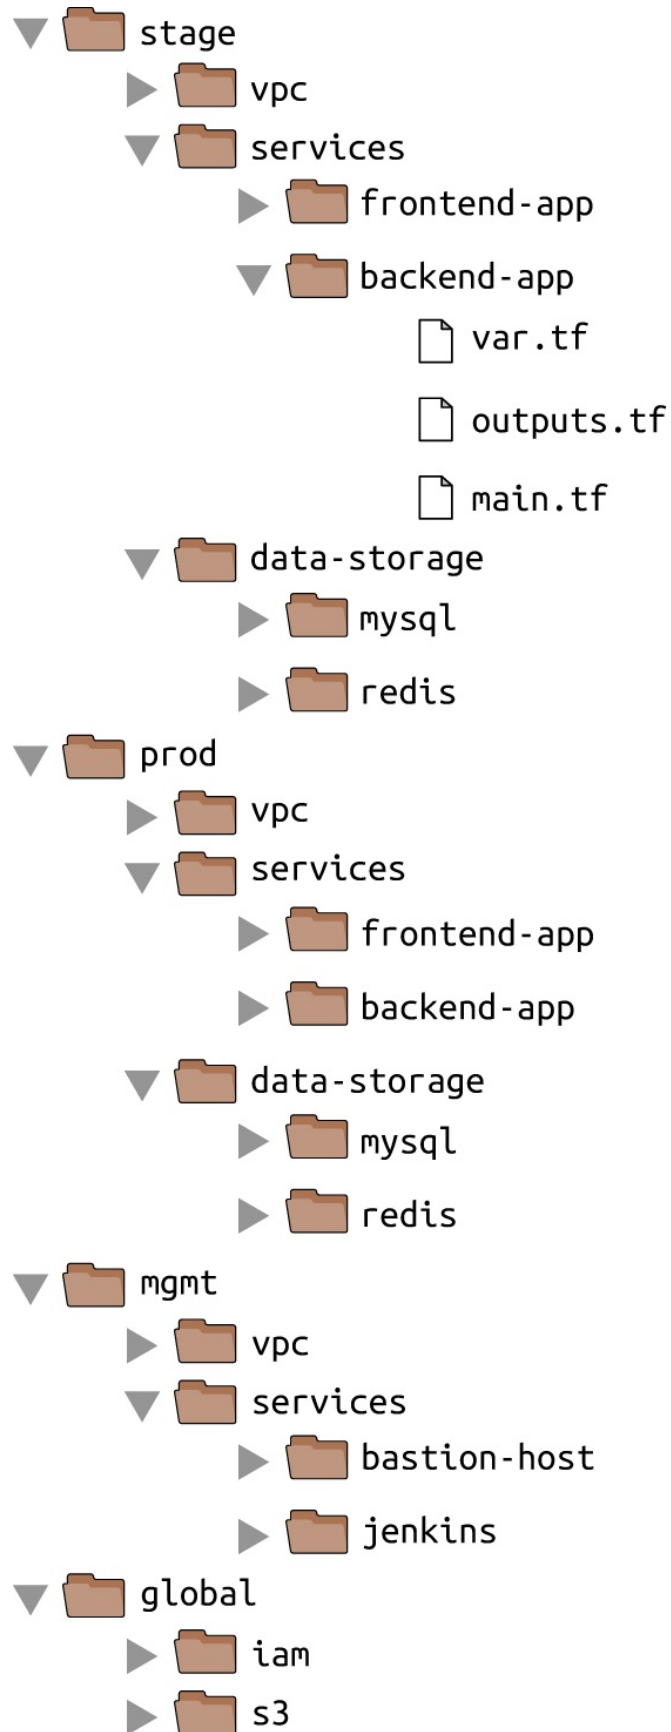 stage
vpc
services
frontend-app
backend-app
var.tf
outputs.tf
main.tf
data-storage
mysql
redis
prod
vpc
services
frontend-app
backend-app
data-storage
mysql
redis
mgmt
vpc
services
bastion-host
jenkins
global
iam
s3